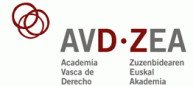 AVD·ZEA
Academia Zuzenbidearen
Vasca de Euskal
Derecho Akademia